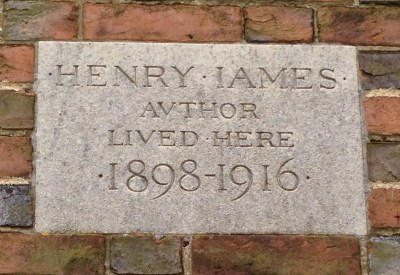 ·HENRY·IAMES·
AVTHOR
LIVED·HERE
·1898-1916·